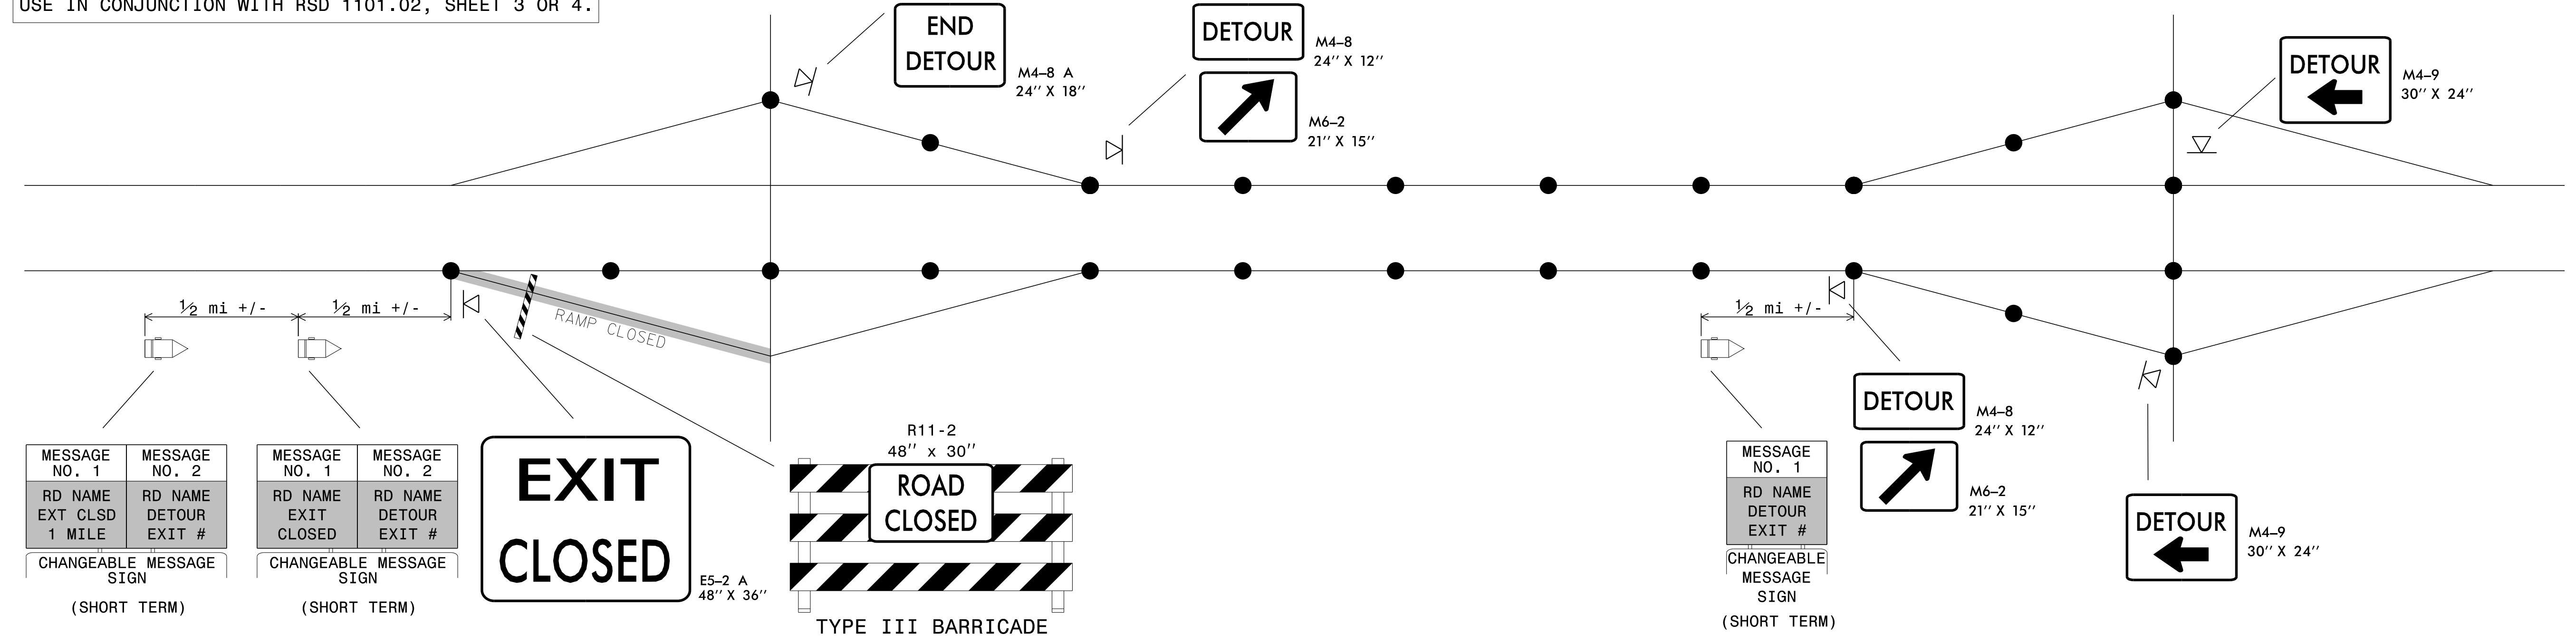 USE IN CONJUNCTION WITH RSD 1101.02, SHEET 3 OR 4.
END
DETOUR
M4–8 A
24'' X 18''
DETOUR
M4–8
24'' X 12''
M6–2
21'' X 15''
DETOUR
M4–9
30'' X 24''
1/2 mi +/-
1/2 mi +/-
RAMP CLOSED
1/2 mi +/-
MESSAGE
NO. 1
MESSAGE
NO. 2
RD NAME
EXT CLSD
1 MILE
RD NAME
DETOUR
EXIT #
CHANGEABLE MESSAGE
SIGN
(SHORT TERM)
MESSAGE
NO. 1
MESSAGE
NO. 2
RD NAME
EXIT
CLOSED
RD NAME
DETOUR
EXIT #
CHANGEABLE MESSAGE
SIGN
(SHORT TERM)
EXIT
CLOSED
E5–2 A
48'' X 36''
R11-2
48'' x 30''
ROAD
CLOSED
TYPE III BARRICADE
MESSAGE
NO. 1
RD NAME
DETOUR
EXIT #
CHANGEABLE
MESSAGE
SIGN
(SHORT TERM)
DETOUR
M4–8
24'' X 12''
M6–2
21'' X 15''
DETOUR
M4–9
30'' X 24''